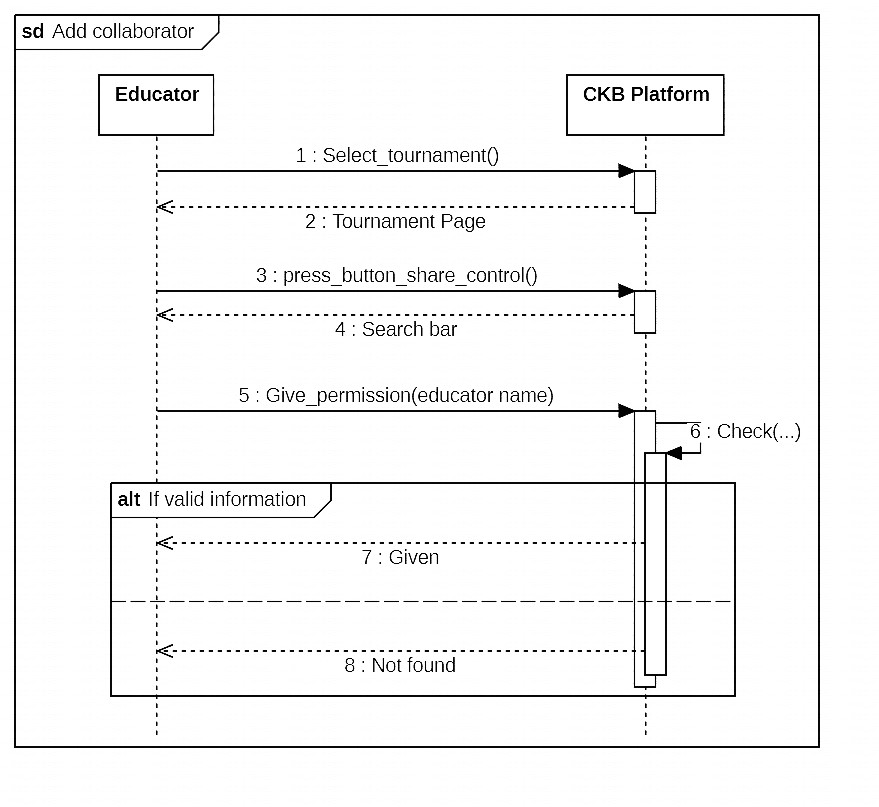 sd Add collaborator
Educator
CKB Platform
1 : Select_tournament()
2 : Tournament Page
3 : press_button_share_control()
4 : Search bar
5 : Give_permission(educator name)
6 : Check(...)
alt If valid information
7 : Given
8 : Not found